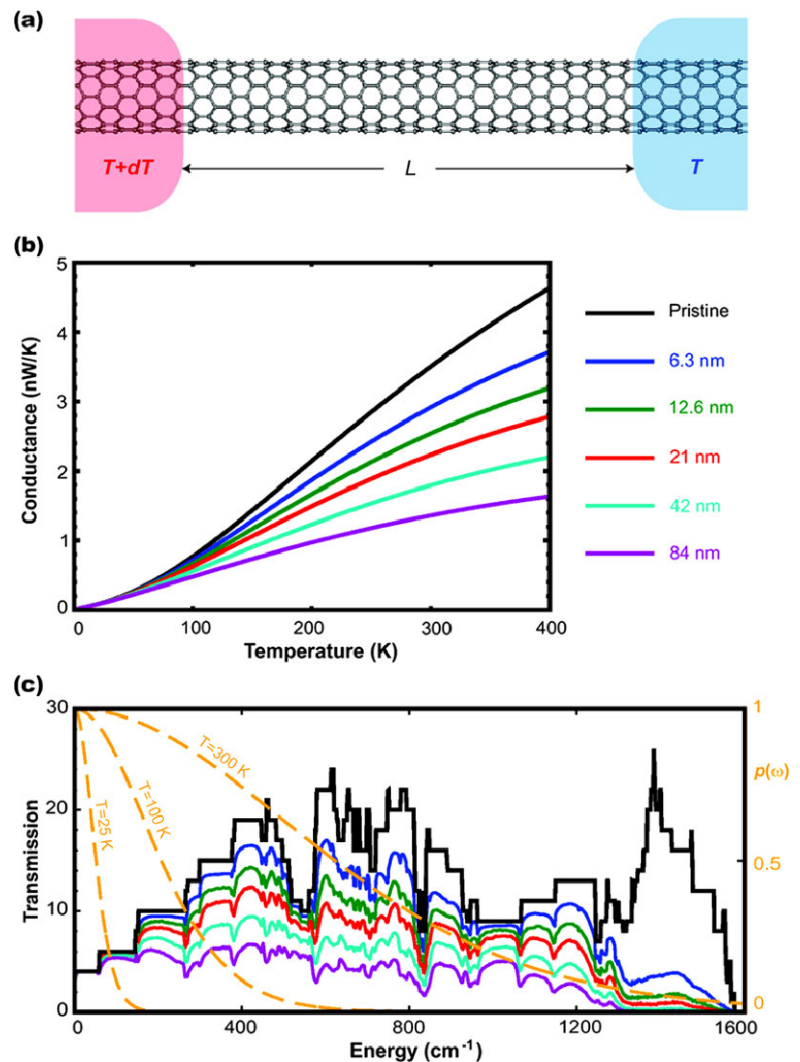 (a)
T+dT
L
T
(b)
Conductance (nW/K)
5
4
3
2
1
0
0 100 200 300 400
Temperature (K)
Pristine
6.3 nm
12.6 nm
21 nm
42 nm
84 nm
(c)
Transmission
30
20
10
0
T=25 K
T=100 K
T=300 K
1
p(ω)
0.5
0
0 400 800 1200 1600
Energy (cm⁻¹)